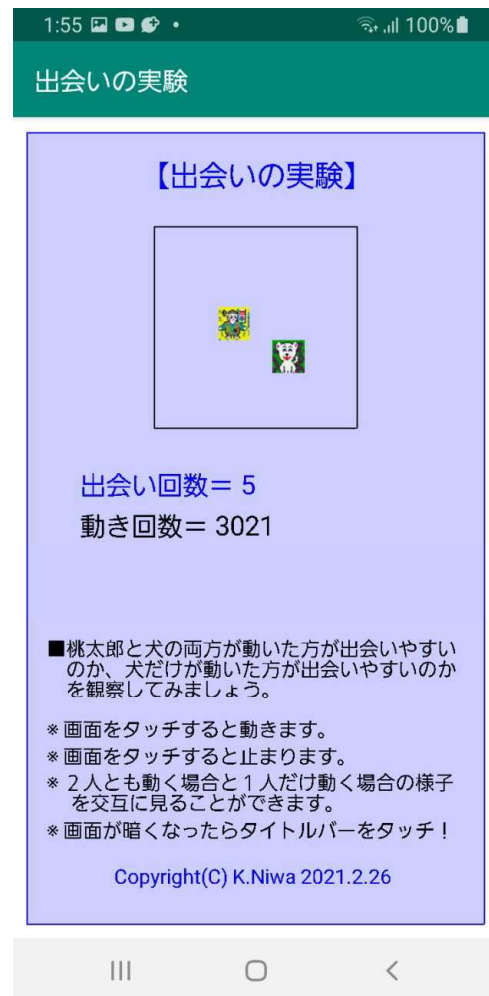 1:55 100%
出会いの実験
【出会いの実験】
出会い回数＝ 5
動き回数＝ 3021
■桃太郎と犬の両方が動いた方が出会いやすい
のか、犬だけが動いた方が出会いやすいのか
を観察してみましょう。
※画面をタッチすると動きます。
※画面をタッチすると止まります。
※２人とも動く場合と１人だけ動く場合の様子
を交互に見ることができます。
※画面が暗くなったらタイトルバーをタッチ！
Copyright(C) K.Niwa 2021.2.26